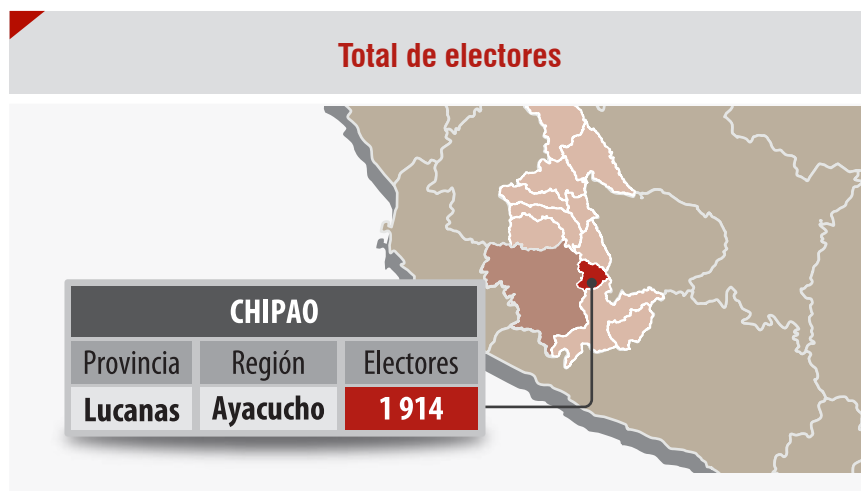 Total de electores
CHIPAO
Provincia Región Electores
Lucanas Ayacucho 1 914